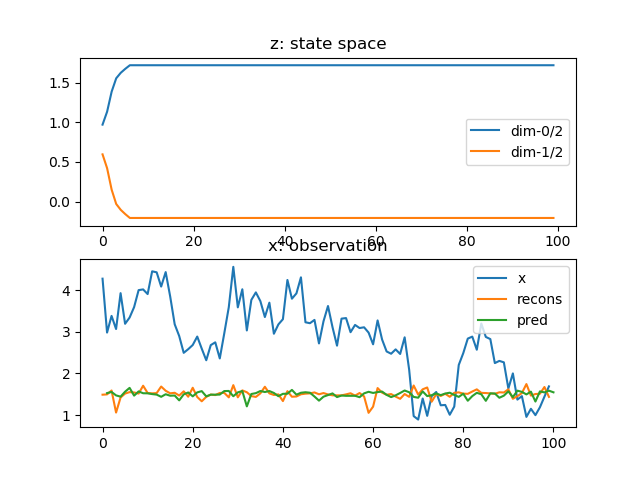 z: state space
1.5
1.0
0.5
0.0
dim-0/2
dim-1/2
0 20 40 60 80 100
x: observation
4
3
2
1
x
recons
pred
0 20 40 60 80 100